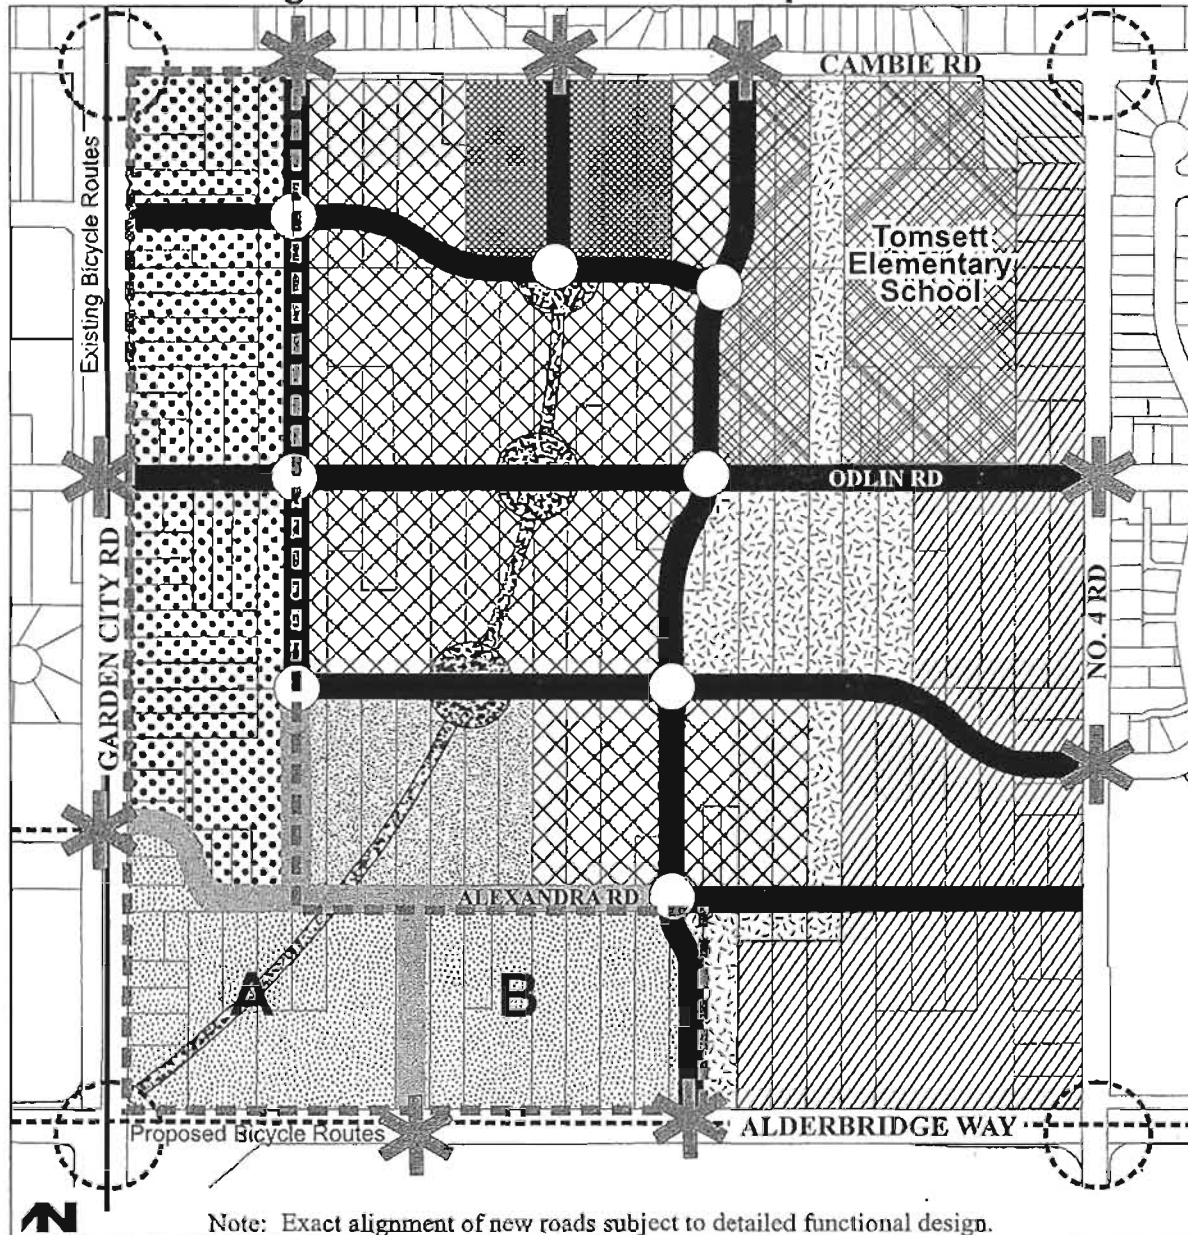 CAMBIE RD
Existing Bicycle Routes
Tomsett
Elementary
School
ODLIN RD
GARDEN CITY RD
NO. 4 RD
ALEXANDRA RD
A
B
Proposed Bicycle Routes
ALDERBRIDGE WAY
N
Note: Exact alignment of new roads subject to detailed functional design.